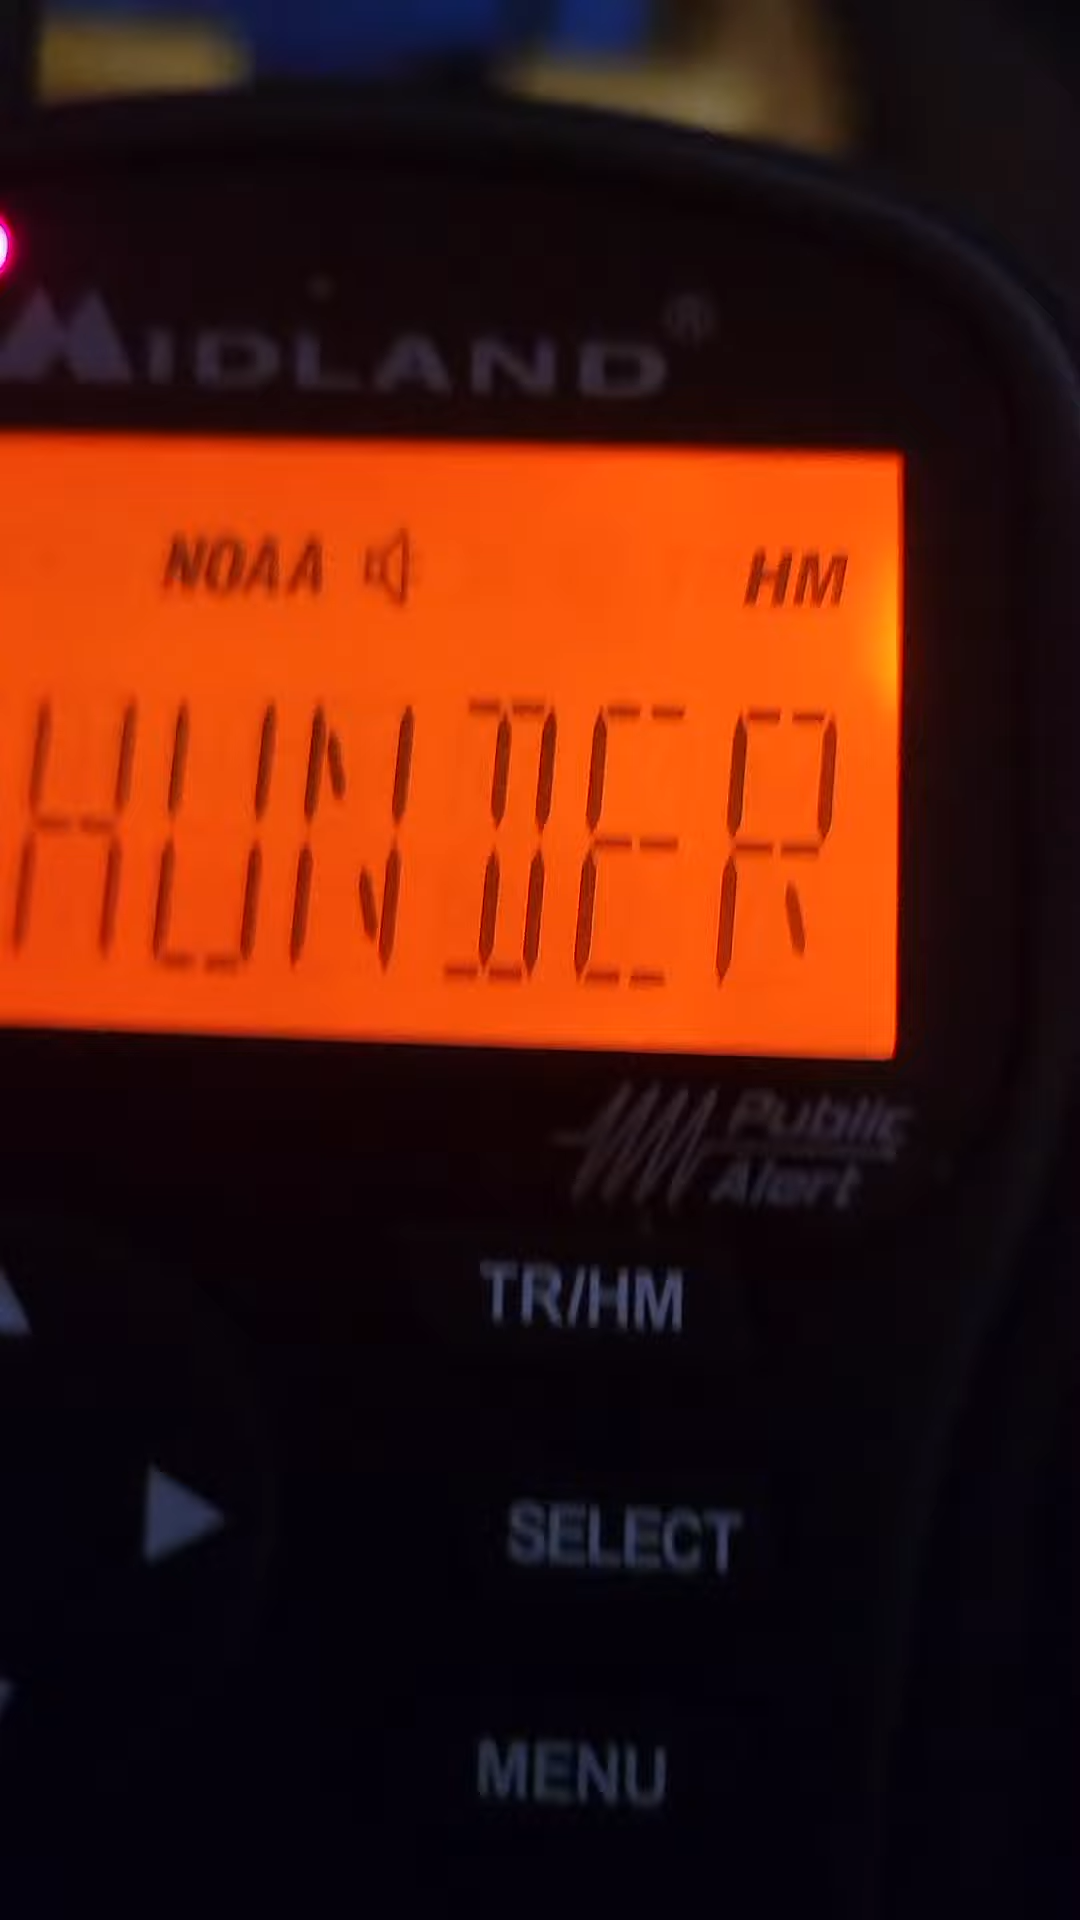 MIDLAND®
NOAA HM
HUNDER
Public
Alert
TR/HM
SELECT
MENU